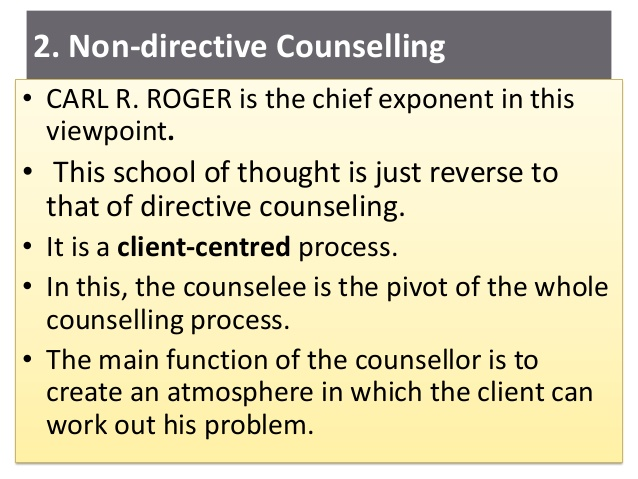 2. Non-directive Counselling
• CARL R. ROGER is the chief exponent in this
viewpoint.
• This school of thought is just reverse to
that of directive counseling.
• It is a client-centred process.
• In this, the counselee is the pivot of the whole
counselling process.
• The main function of the counsellor is to
create an atmosphere in which the client can
work out his problem.